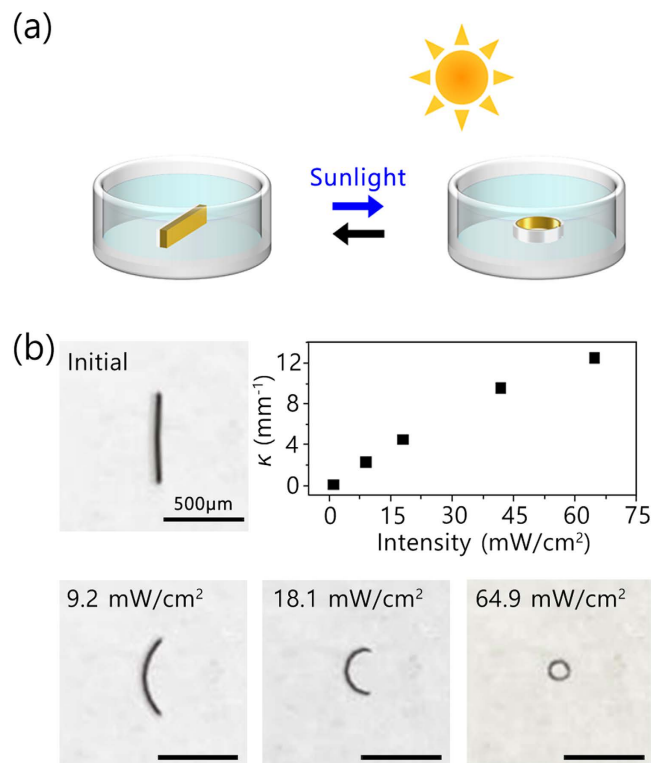 (a)
Sunlight
(b)
Initial
500μm
κ (mm⁻¹)
12
8
4
0
0 15 30 45 60 75
Intensity (mW/cm²)
9.2 mW/cm²
18.1 mW/cm²
64.9 mW/cm²